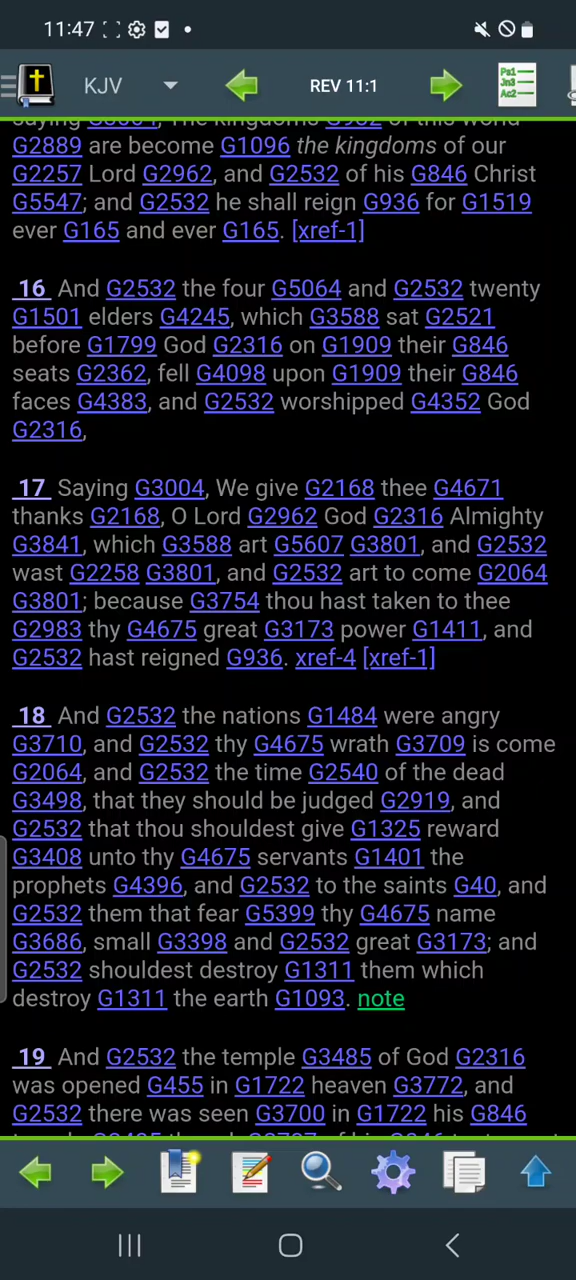 11:47
KJV
REV 11:1
Ps1
Jn3
Ac2
saying G3004, The kingdoms G932 of this world
G2889 are become G1096 the kingdoms of our
G2257 Lord G2962, and G2532 of his G846 Christ
G5547; and G2532 he shall reign G936 for G1519
ever G165 and ever G165. [xref-1]
16 And G2532 the four G5064 and G2532 twenty
G1501 elders G4245, which G3588 sat G2521
before G1799 God G2316 on G1909 their G846
seats G2362, fell G4098 upon G1909 their G846
faces G4383, and G2532 worshipped G4352 God
G2316,
17 Saying G3004, We give G2168 thee G4671
thanks G2168, O Lord G2962 God G2316 Almighty
G3841, which G3588 art G5607 G3801, and G2532
wast G2258 G3801, and G2532 art to come G2064
G3801; because G3754 thou hast taken to thee
G2983 thy G4675 great G3173 power G1411, and
G2532 hast reigned G936. xref-4 [xref-1]
18 And G2532 the nations G1484 were angry
G3710, and G2532 thy G4675 wrath G3709 is come
G2064, and G2532 the time G2540 of the dead
G3498, that they should be judged G2919, and
G2532 that thou shouldest give G1325 reward
G3408 unto thy G4675 servants G1401 the
prophets G4396, and G2532 to the saints G40, and
G2532 them that fear G5399 thy G4675 name
G3686, small G3398 and G2532 great G3173; and
G2532 shouldest destroy G1311 them which
destroy G1311 the earth G1093. note
19 And G2532 the temple G3485 of God G2316
was opened G455 in G1722 heaven G3772, and
G2532 there was seen G3700 in G1722 his G846